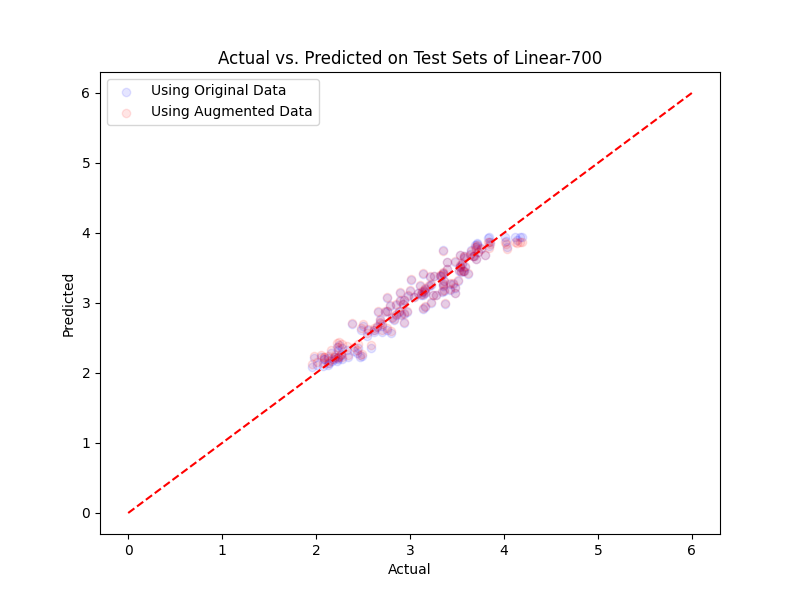 Actual vs. Predicted on Test Sets of Linear-700
Using Original Data
Using Augmented Data
6
5
4
3
2
1
0
Predicted
0 1 2 3 4 5 6
Actual